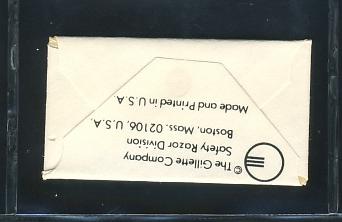 © The Gillette Company
Safety Razor Division
Boston, Mass. 02106, U.S.A.
Made and Printed in U.S.A.